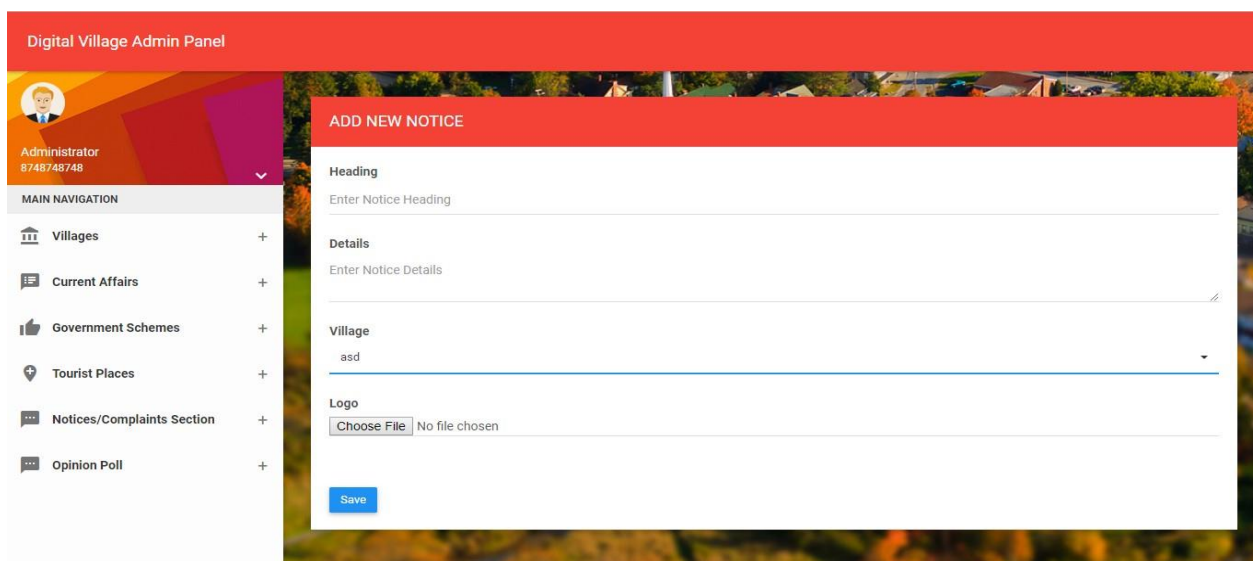 Digital Village Admin Panel
Administrator
8748748748
MAIN NAVIGATION
Villages
Current Affairs
Government Schemes
Tourist Places
Notices/Complaints Section
Opinion Poll
ADD NEW NOTICE
Heading
Enter Notice Heading
Details
Enter Notice Details
Village
asd
Logo
Choose File No file chosen
Save